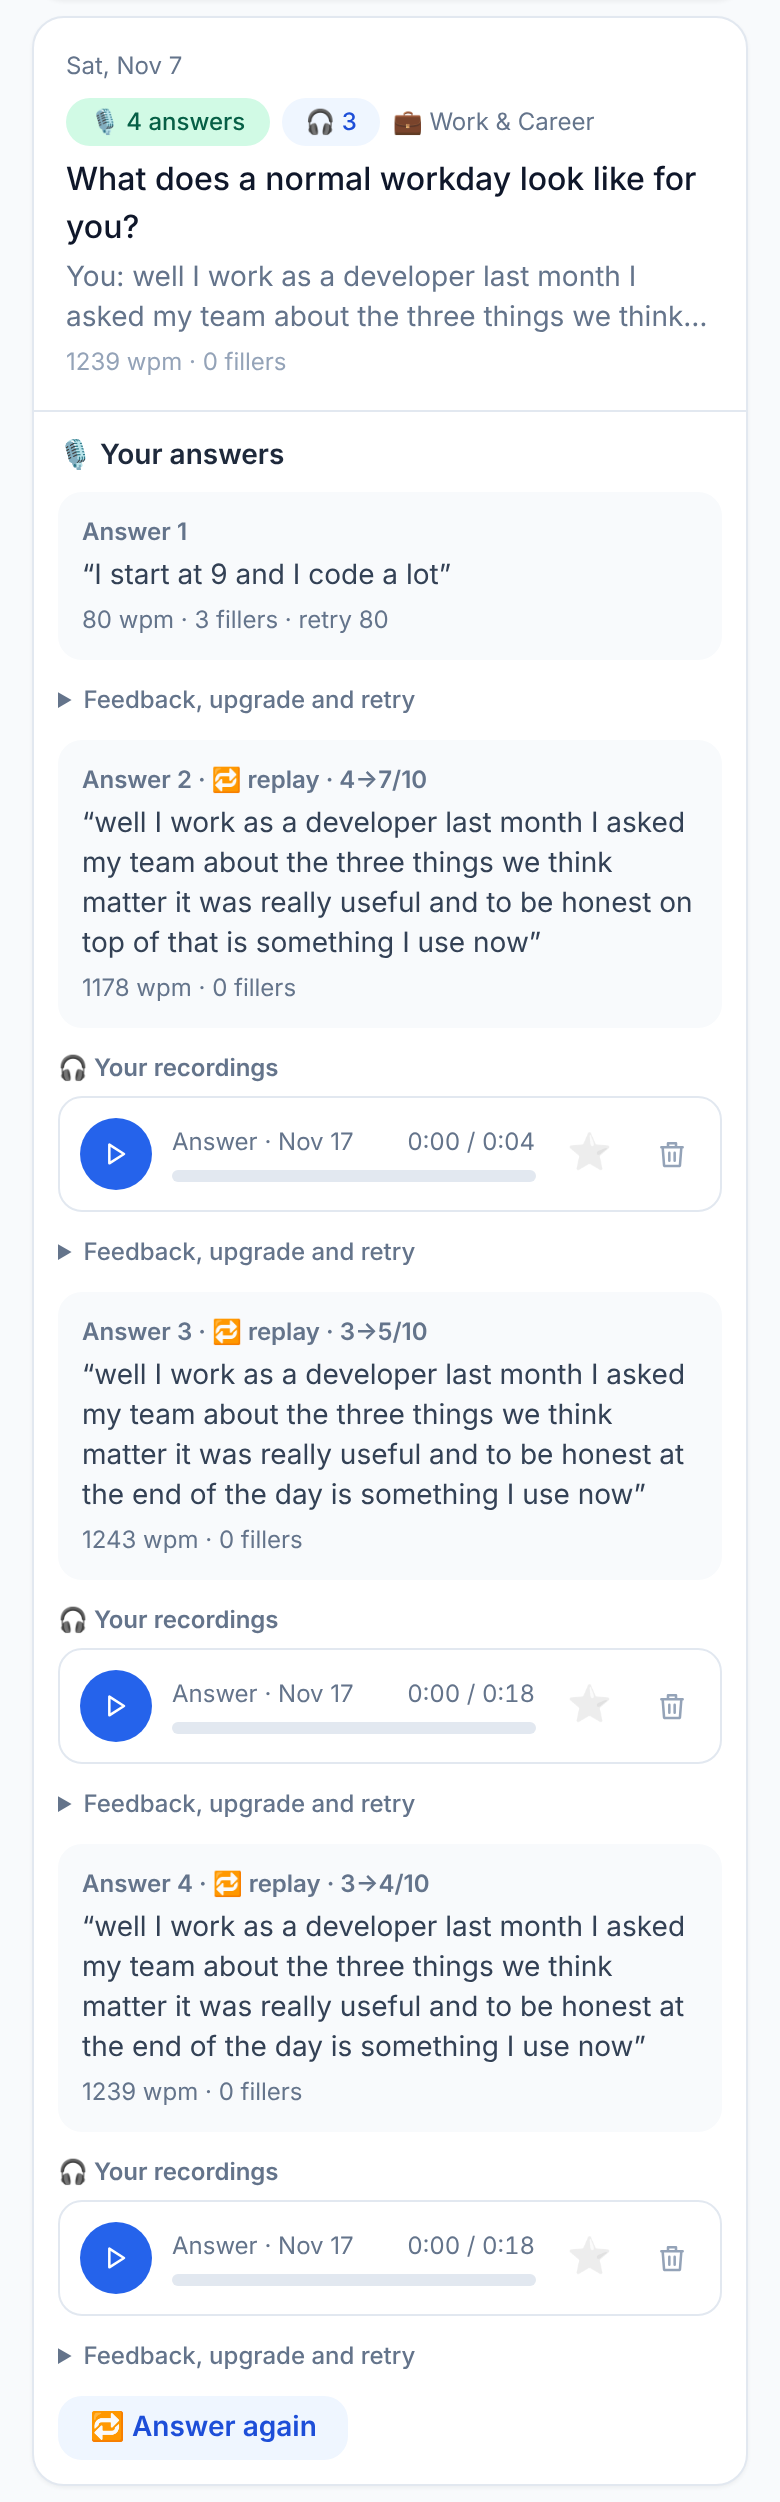 Sat, Nov 7
🎙️ 4 answers 🎧 3 💼 Work & Career
What does a normal workday look like for
you?
You: well I work as a developer last month I
asked my team about the three things we think...
1239 wpm · 0 fillers
🎙️ Your answers
Answer 1
“I start at 9 and I code a lot”
80 wpm · 3 fillers · retry 80
▶ Feedback, upgrade and retry
Answer 2 · 🔁 replay · 4→7/10
“well I work as a developer last month I asked
my team about the three things we think
matter it was really useful and to be honest on
top of that is something I use now”
1178 wpm · 0 fillers
🎧 Your recordings
Answer · Nov 17 0:00 / 0:04
▶ Feedback, upgrade and retry
Answer 3 · 🔁 replay · 3→5/10
“well I work as a developer last month I asked
my team about the three things we think
matter it was really useful and to be honest at
the end of the day is something I use now”
1243 wpm · 0 fillers
🎧 Your recordings
Answer · Nov 17 0:00 / 0:18
▶ Feedback, upgrade and retry
Answer 4 · 🔁 replay · 3→4/10
“well I work as a developer last month I asked
my team about the three things we think
matter it was really useful and to be honest at
the end of the day is something I use now”
1239 wpm · 0 fillers
🎧 Your recordings
Answer · Nov 17 0:00 / 0:18
▶ Feedback, upgrade and retry
🔁 Answer again